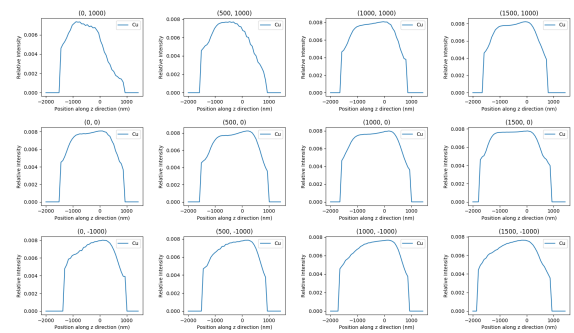 (0, 1000)
Relative Intensity
0.006
0.004
0.002
0.000
Cu
−2000 −1000 0 1000
Position along z direction (nm)
(500, 1000)
Relative Intensity
0.008
0.006
0.004
0.002
0.000
Cu
−2000 −1000 0 1000
Position along z direction (nm)
(1000, 1000)
Relative Intensity
0.008
0.006
0.004
0.002
0.000
Cu
−2000 −1000 0 1000
Position along z direction (nm)
(1500, 1000)
Relative Intensity
0.008
0.006
0.004
0.002
0.000
Cu
−2000 −1000 0 1000
Position along z direction (nm)
(0, 0)
Relative Intensity
0.008
0.006
0.004
0.002
0.000
Cu
−2000 −1000 0 1000
Position along z direction (nm)
(500, 0)
Relative Intensity
0.008
0.006
0.004
0.002
0.000
Cu
−2000 −1000 0 1000
Position along z direction (nm)
(1000, 0)
Relative Intensity
0.008
0.006
0.004
0.002
0.000
Cu
−2000 −1000 0 1000
Position along z direction (nm)
(1500, 0)
Relative Intensity
0.008
0.006
0.004
0.002
0.000
Cu
−2000 −1000 0 1000
Position along z direction (nm)
(0, -1000)
Relative Intensity
0.008
0.006
0.004
0.002
0.000
Cu
−2000 −1000 0 1000
Position along z direction (nm)
(500, -1000)
Relative Intensity
0.008
0.006
0.004
0.002
0.000
Cu
−2000 −1000 0 1000
Position along z direction (nm)
(1000, -1000)
Relative Intensity
0.008
0.006
0.004
0.002
0.000
Cu
−2000 −1000 0 1000
Position along z direction (nm)
(1500, -1000)
Relative Intensity
0.008
0.006
0.004
0.002
0.000
Cu
−2000 −1000 0 1000
Position along z direction (nm)